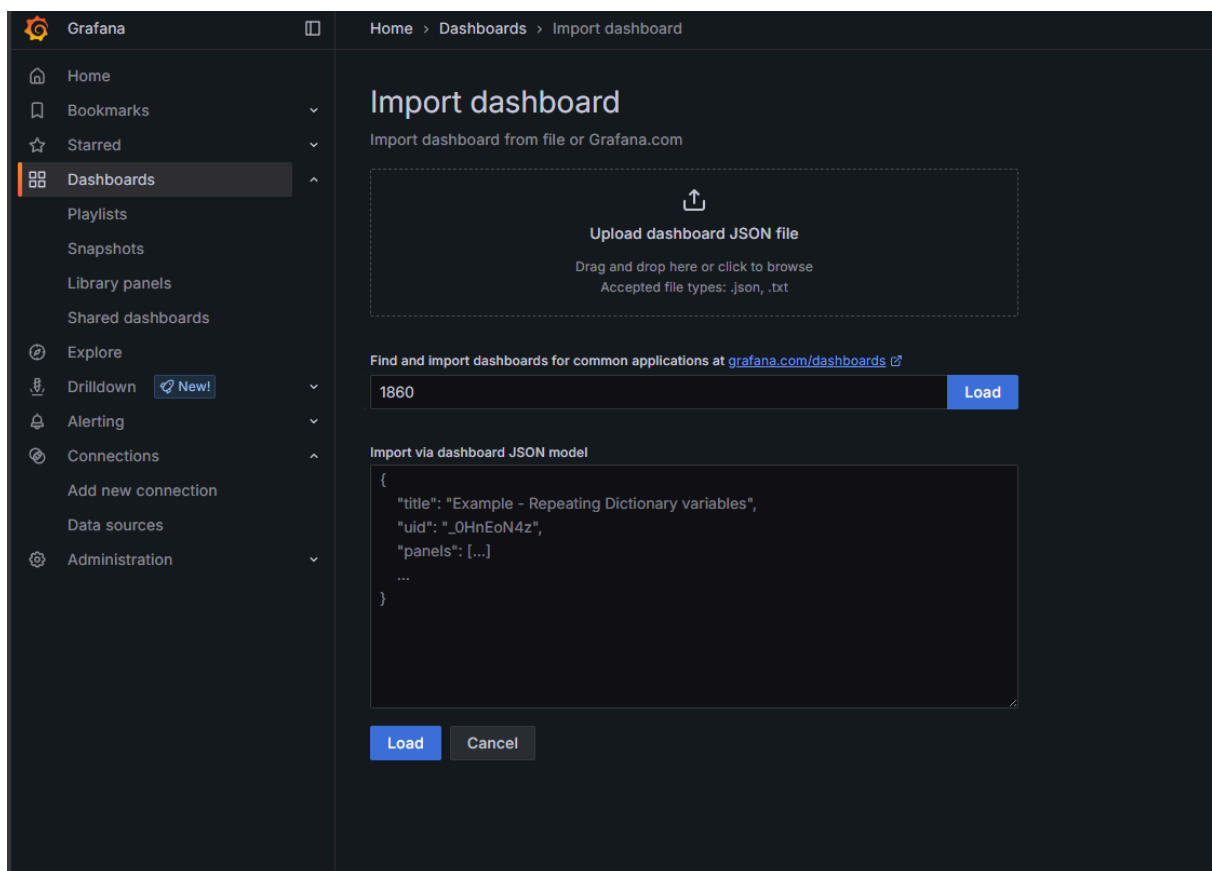 Grafana
Home › Dashboards › Import dashboard
Home
Bookmarks
Starred
Dashboards
Playlists
Snapshots
Library panels
Shared dashboards
Explore
Drilldown New!
Alerting
Connections
Add new connection
Data sources
Administration
Import dashboard
Import dashboard from file or Grafana.com
Upload dashboard JSON file
Drag and drop here or click to browse
Accepted file types: .json, .txt
Find and import dashboards for common applications at grafana.com/dashboards
1860 Load
Import via dashboard JSON model
{
"title": "Example - Repeating Dictionary variables",
"uid": "_0HnEoN4z",
"panels": [...]
...
}
Load Cancel